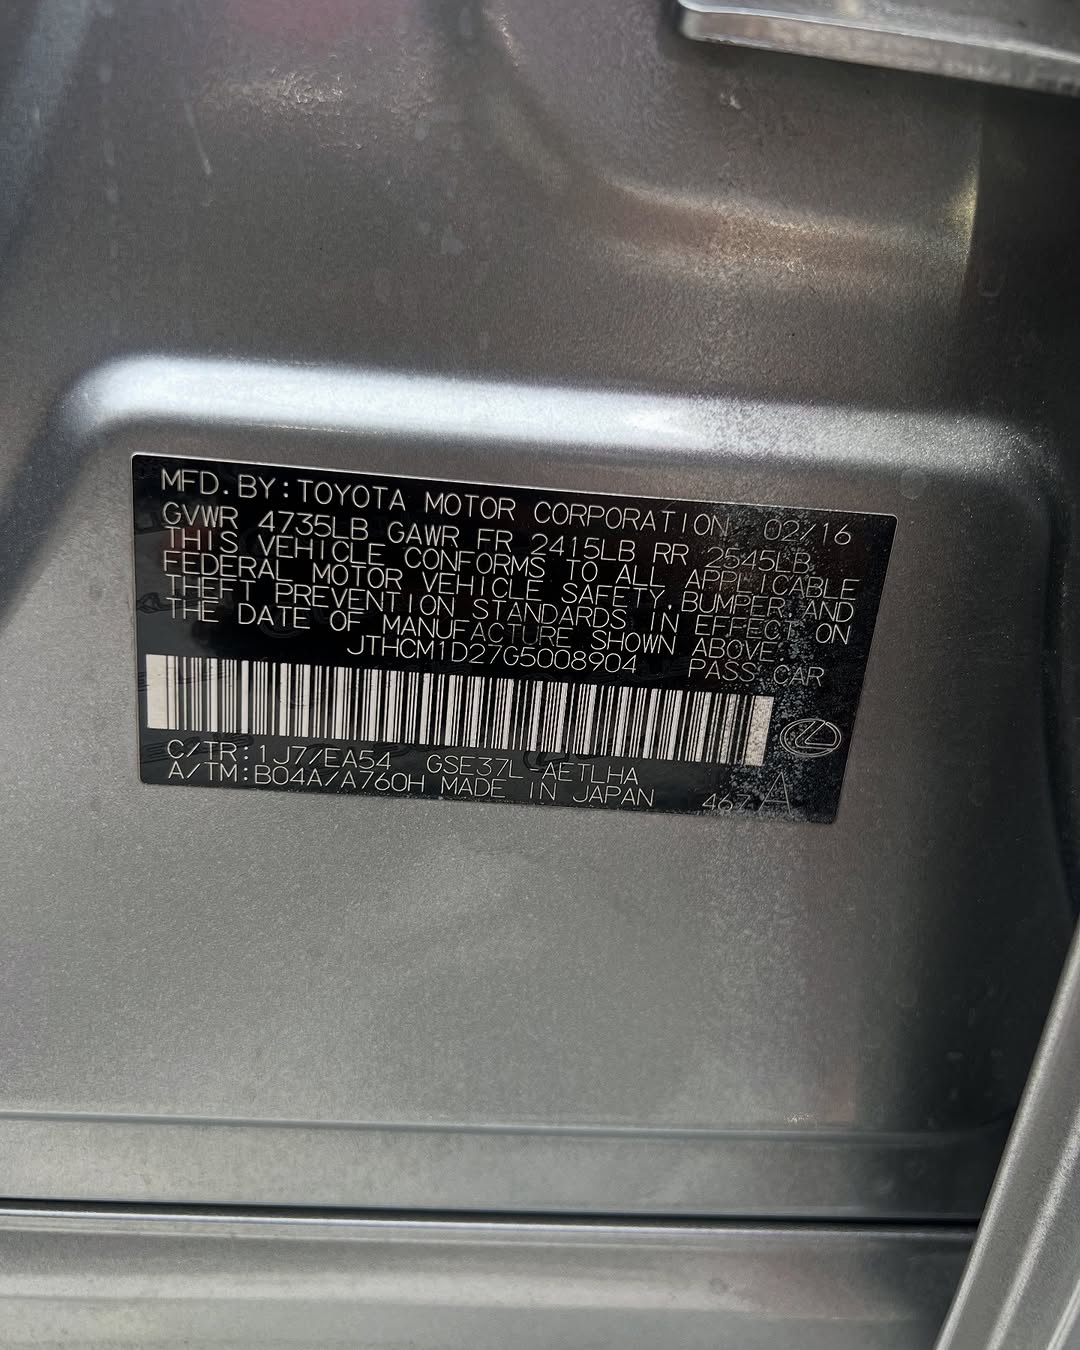 MFD. BY: TOYOTA MOTOR CORPORATION 02/16
GVWR 4735LB GAWR FR 2415LB RR 2545LB
THIS VEHICLE CONFORMS TO ALL APPLICABLE
FEDERAL MOTOR VEHICLE SAFETY, BUMPER, AND
THEFT PREVENTION STANDARDS IN EFFECT ON
THE DATE OF MANUFACTURE SHOWN ABOVE.
JTHCM1D27G5008904 PASS CAR
C/TR: 1J7/EA54 GSE37L-AETLHA
A/TM: B04A/A760H MADE IN JAPAN 467 A